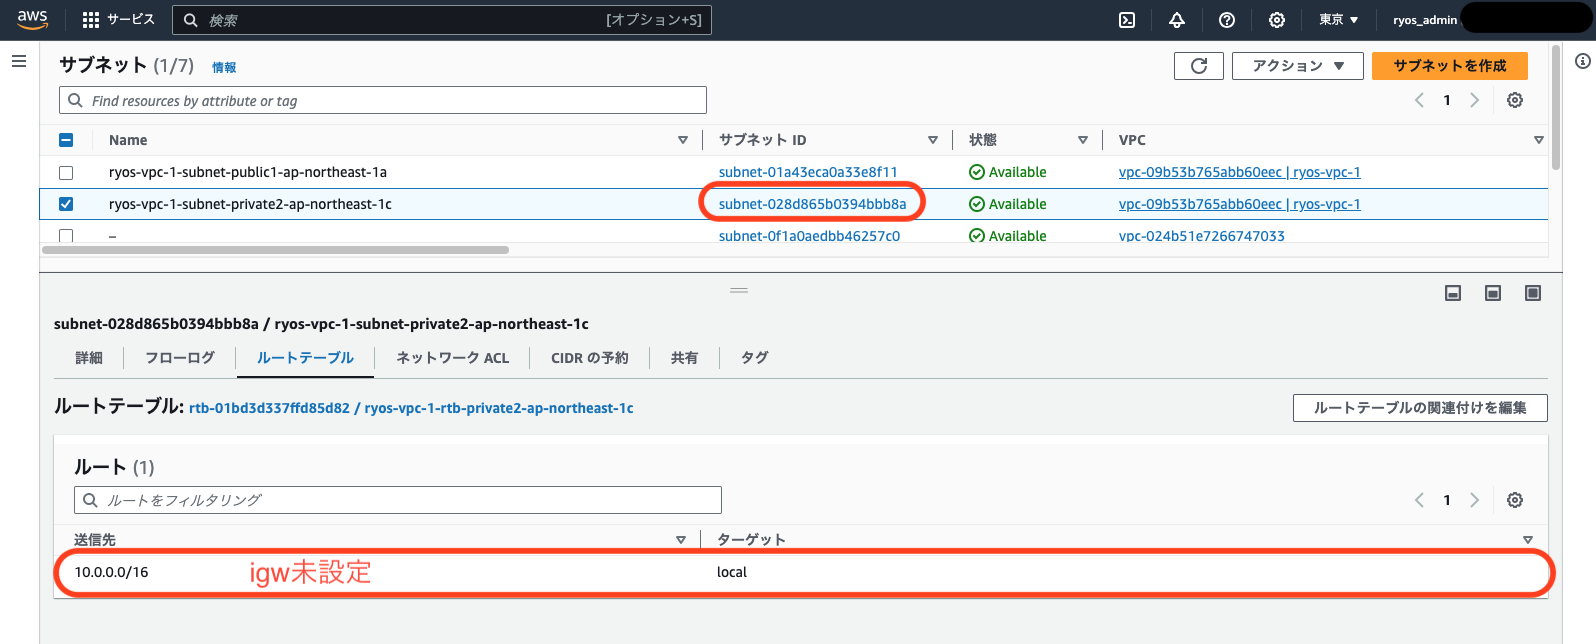 aws サービス 検索 [オプション+S] 東京 ▼ ryos_admin
サブネット (1/7) 情報 アクション ▼ サブネットを作成
Find resources by attribute or tag 1
Name サブネット ID 状態 VPC
ryos-vpc-1-subnet-public1-ap-northeast-1a subnet-01a43eca0a33e8f11 Available vpc-09b53b765abb60eec | ryos-vpc-1
ryos-vpc-1-subnet-private2-ap-northeast-1c subnet-028d865b0394bbb8a Available vpc-09b53b765abb60eec | ryos-vpc-1
– subnet-0f1a0aedbb46257c0 Available vpc-024b51e7266747033
subnet-028d865b0394bbb8a / ryos-vpc-1-subnet-private2-ap-northeast-1c
詳細 フローログ ルートテーブル ネットワーク ACL CIDR の予約 共有 タグ
ルートテーブル: rtb-01bd3d337ffd85d82 / ryos-vpc-1-rtb-private2-ap-northeast-1c ルートテーブルの関連付けを編集
ルート (1)
ルートをフィルタリング 1
送信先 ターゲット
10.0.0.0/16 igw未設定 local